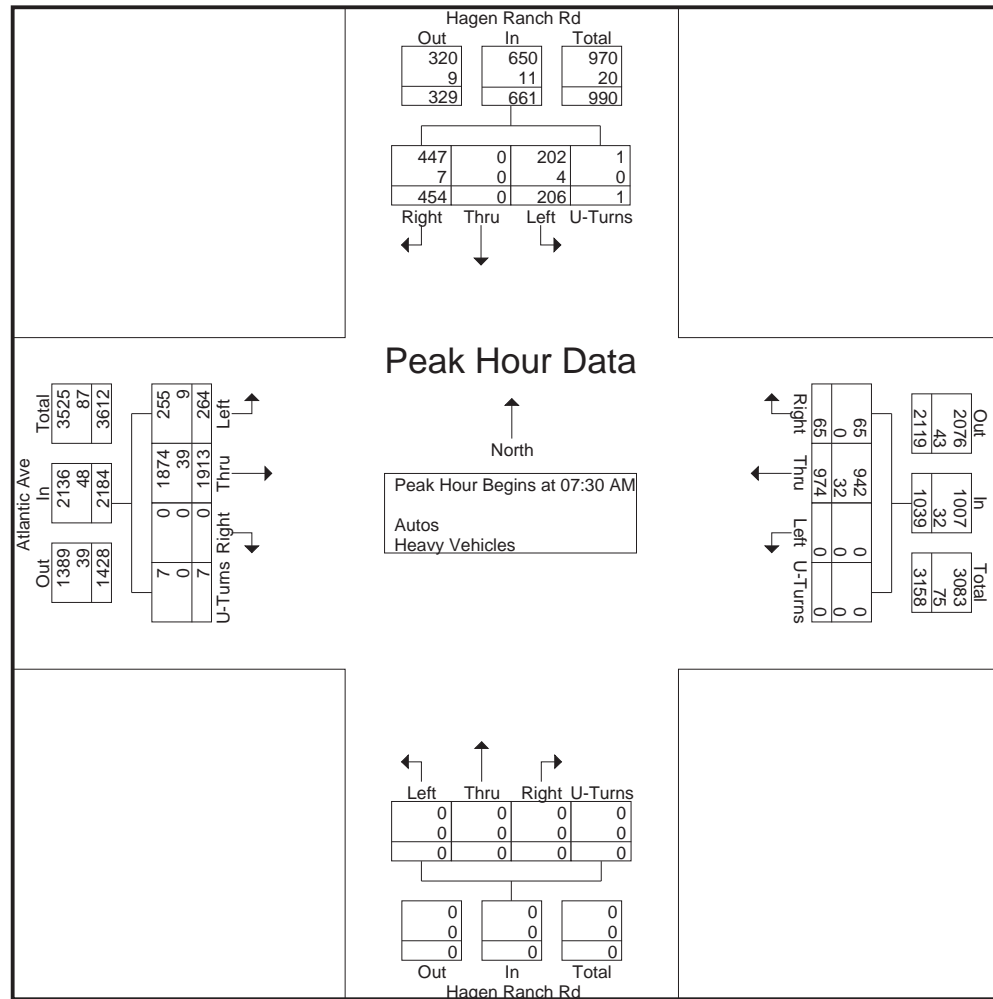 Hagen Ranch Rd
Out In Total
320 650 970
9 11 20
329 661 990
447 0 202 1
7 0 4 0
454 0 206 1
Right Thru Left U-Turns
Peak Hour Data
North
Peak Hour Begins at 07:30 AM
Autos
Heavy Vehicles
Atlantic Ave
Out In Total
1389 2136 3525
39 48 87
1428 2184 3612
U-Turns Right Thru Left
7 0 1874 255
0 0 39 9
7 0 1913 264
Out In Total
2076 1007 3083
43 32 75
2119 1039 3158
Right Thru Left U-Turns
65 942 0 0
0 32 0 0
65 974 0 0
Left Thru Right U-Turns
0 0 0 0
0 0 0 0
0 0 0 0
0 0 0
0 0 0
0 0 0
Out In Total
Hagen Ranch Rd